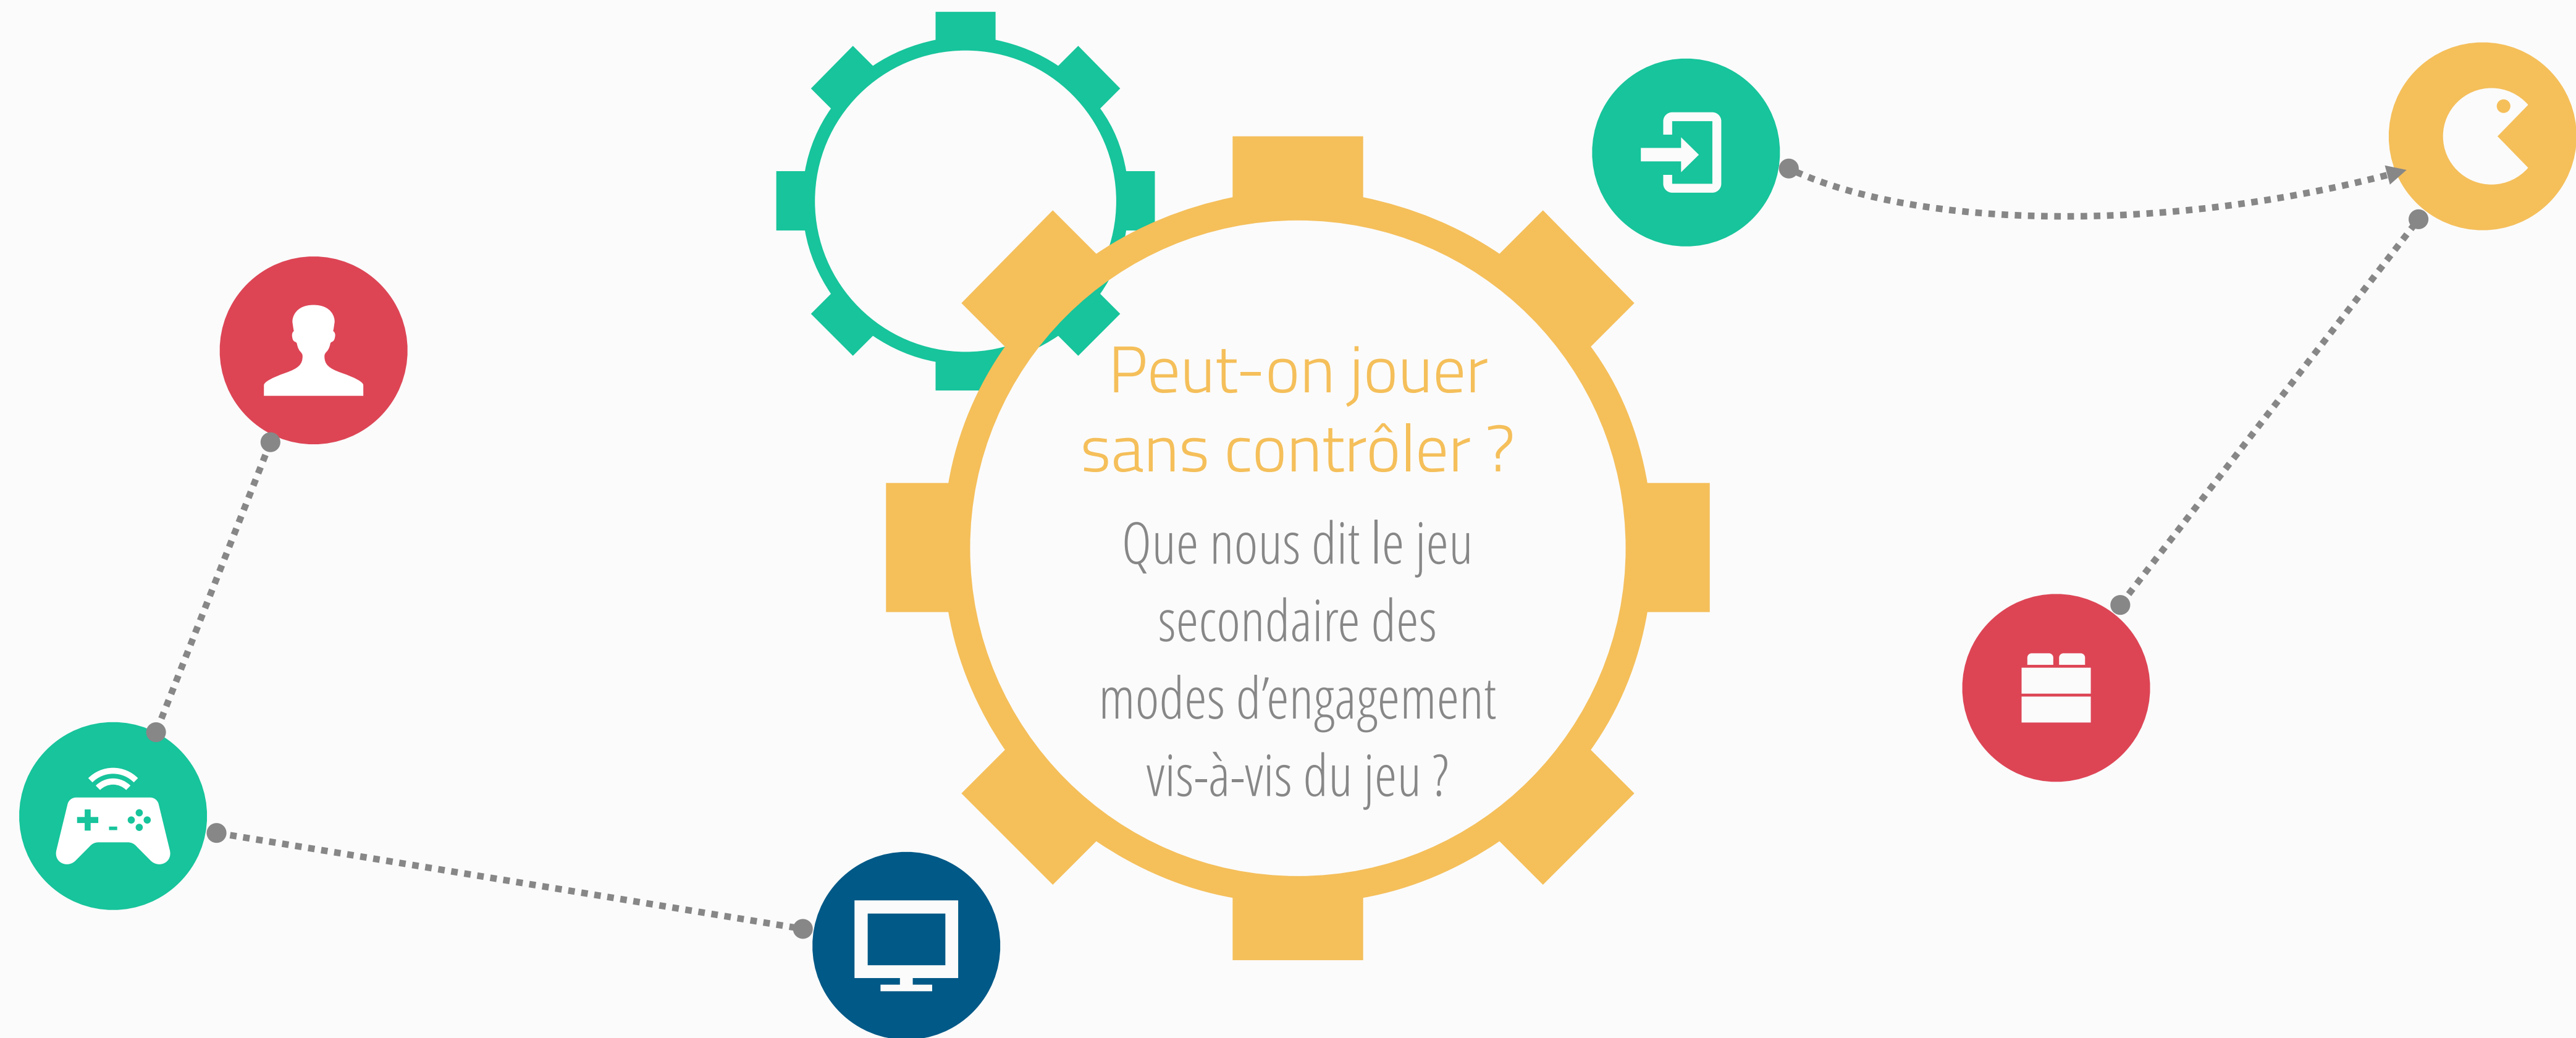 Peut-on jouer
sans contrôler ?
Que nous dit le jeu
secondaire des
modes d’engagement
vis-à-vis du jeu ?